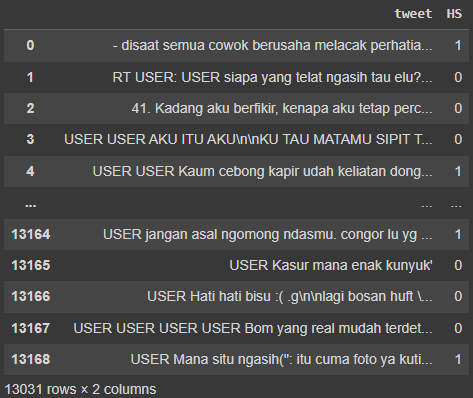 tweet HS
0 - disaat semua cowok berusaha melacak perhatia... 1
1 RT USER: USER siapa yang telat ngasih tau elu?... 0
2 41. Kadang aku berfikir, kenapa aku tetap perc... 0
3 USER USER AKU ITU AKU\n\nKU TAU MATAMU SIPIT T... 0
4 USER USER Kaum cebong kapir udah keliatan dong... 1
... ... ...
13164 USER jangan asal ngomong ndasmu. congor lu yg ... 1
13165 USER Kasur mana enak kunyuk' 0
13166 USER Hati hati bisu :( .g\n\nlagi bosan huft \... 0
13167 USER USER USER USER Bom yang real mudah terdet... 0
13168 USER Mana situ ngasih(": itu cuma foto ya kuti... 1
13031 rows × 2 columns